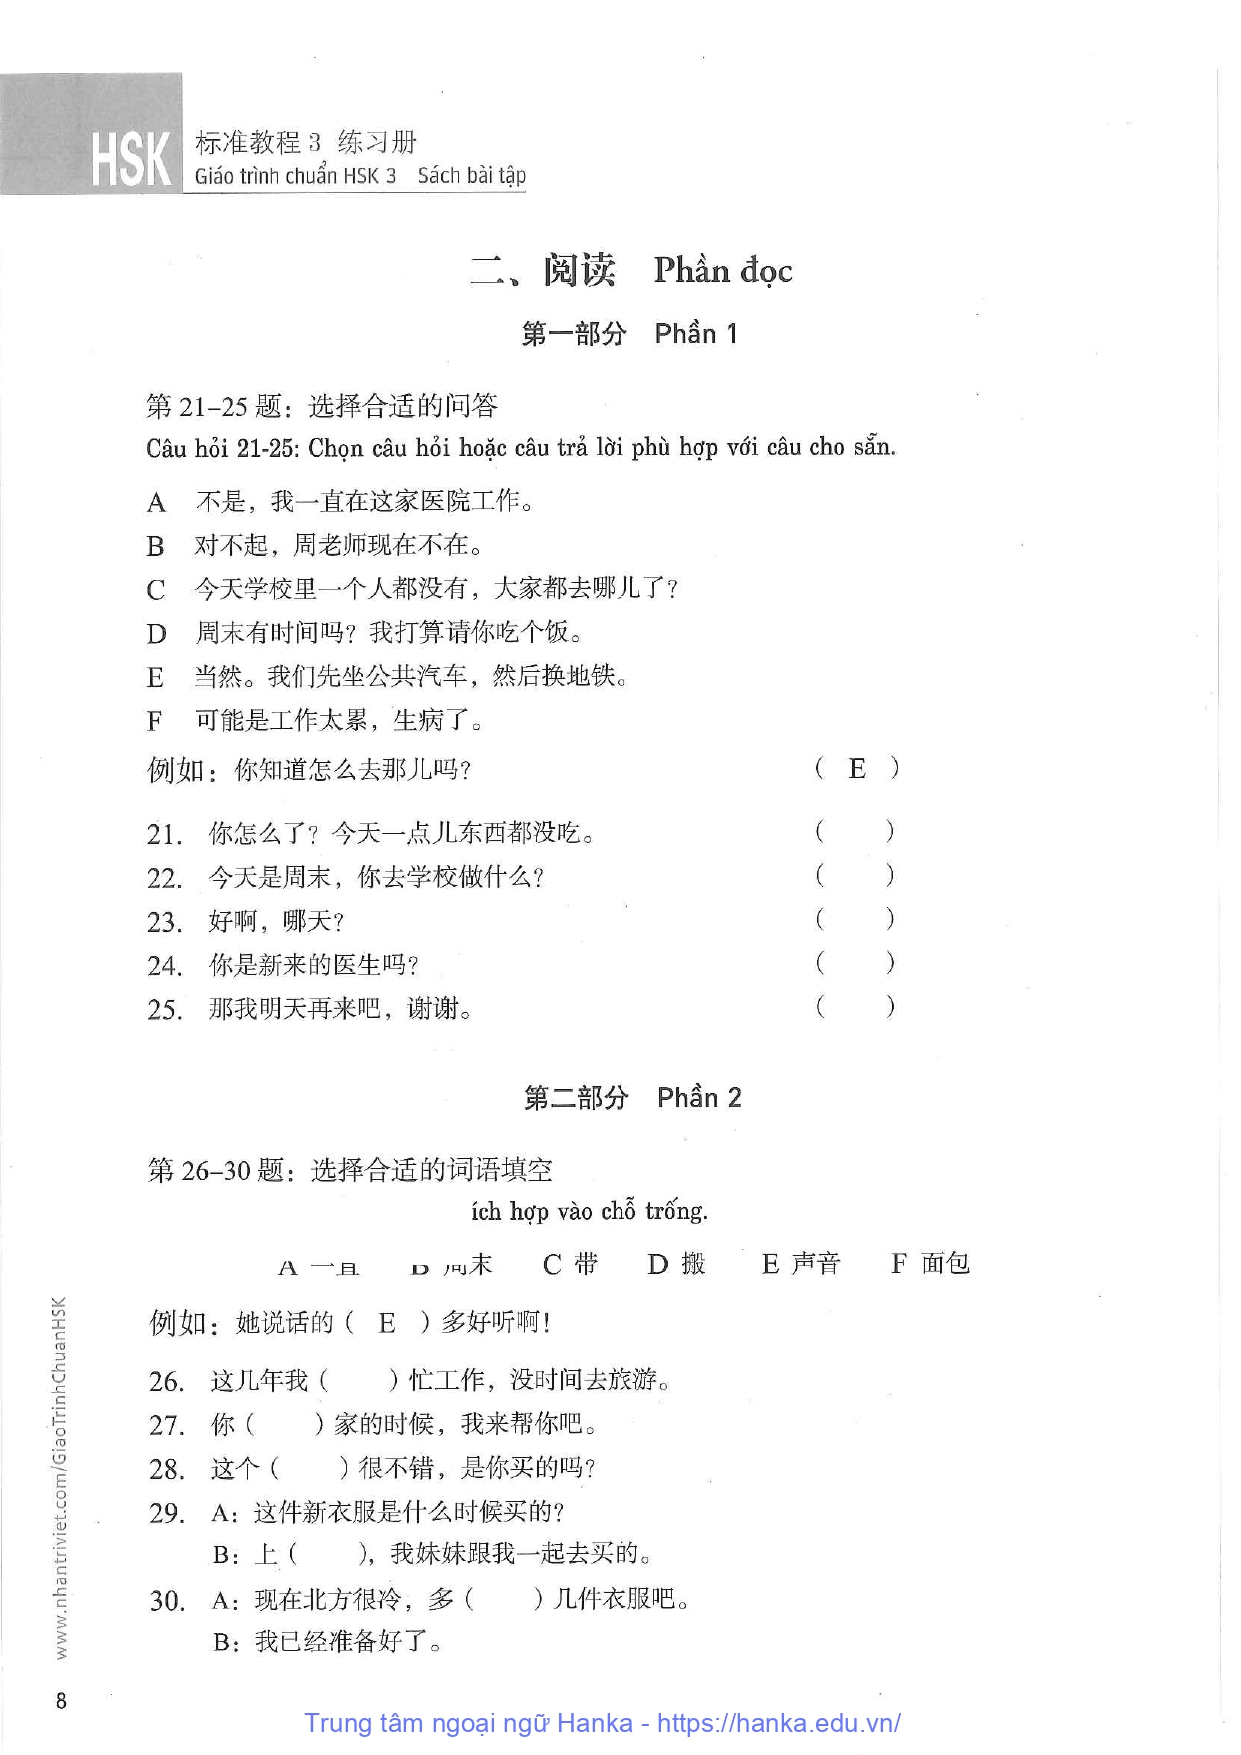 HSK
标准教程 3 练习册
Giáo trình chuẩn HSK 3 Sách bài tập
二、阅读 Phần đọc
第一部分 Phần 1
第 21–25 题：选择合适的问答
Câu hỏi 21-25: Chọn câu hỏi hoặc câu trả lời phù hợp với câu cho sẵn.
A 不是，我一直在这家医院工作。
B 对不起，周老师现在不在。
C 今天学校里一个人都没有，大家都去哪儿了？
D 周末有时间吗？我打算请你吃个饭。
E 当然。我们先坐公共汽车，然后换地铁。
F 可能是工作太累，生病了。
例如：你知道怎么去那儿吗？ （ E ）
21. 你怎么了？今天一点儿东西都没吃。 （ ）
22. 今天是周末，你去学校做什么？ （ ）
23. 好啊，哪天？ （ ）
24. 你是新来的医生吗？ （ ）
25. 那我明天再来吧，谢谢。 （ ）
第二部分 Phần 2
第 26–30 题：选择合适的词语填空
ích hợp vào chỗ trống.
A 一直 B 周末 C 带 D 搬 E 声音 F 面包
例如：她说话的（ E ）多好听啊！
26. 这几年我（ ）忙工作，没时间去旅游。
27. 你（ ）家的时候，我来帮你吧。
28. 这个（ ）很不错，是你买的吗？
29. A：这件新衣服是什么时候买的？
B：上（ ），我妹妹跟我一起去买的。
30. A：现在北方很冷，多（ ）几件衣服吧。
B：我已经准备好了。
www.nhantriviet.com/GiaoTrinhChuanHSK
8
Trung tâm ngoại ngữ Hanka - https://hanka.edu.vn/